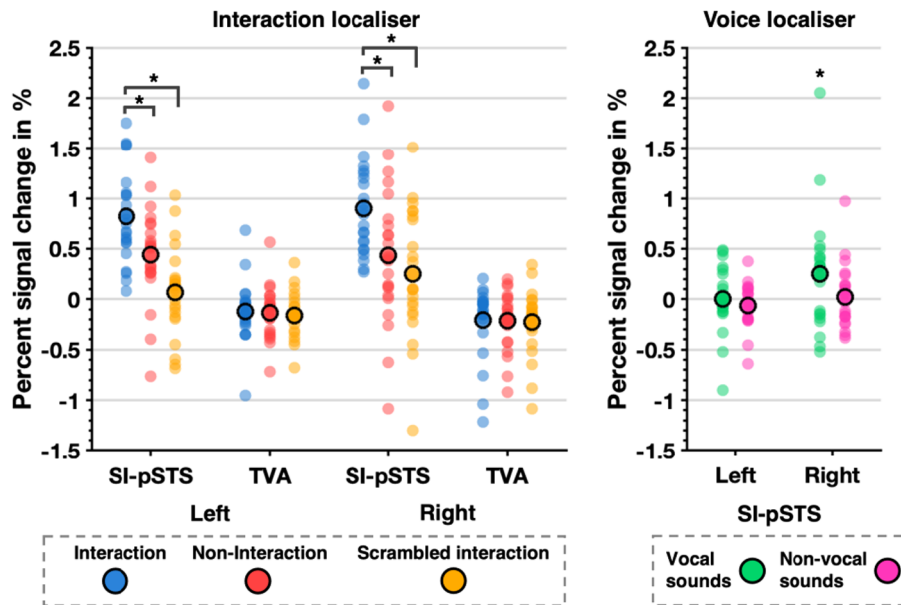 Interaction localiser
Voice localiser
Percent signal change in %
2.5
2
1.5
1
0.5
0
-0.5
-1
-1.5
*
*
*
*
SI-pSTS
TVA
SI-pSTS
TVA
Left
Right
Percent signal change in %
2.5
2
1.5
1
0.5
0
-0.5
-1
-1.5
*
Left
Right
SI-pSTS
Interaction
Non-Interaction
Scrambled interaction
Vocal
sounds
Non-vocal
sounds